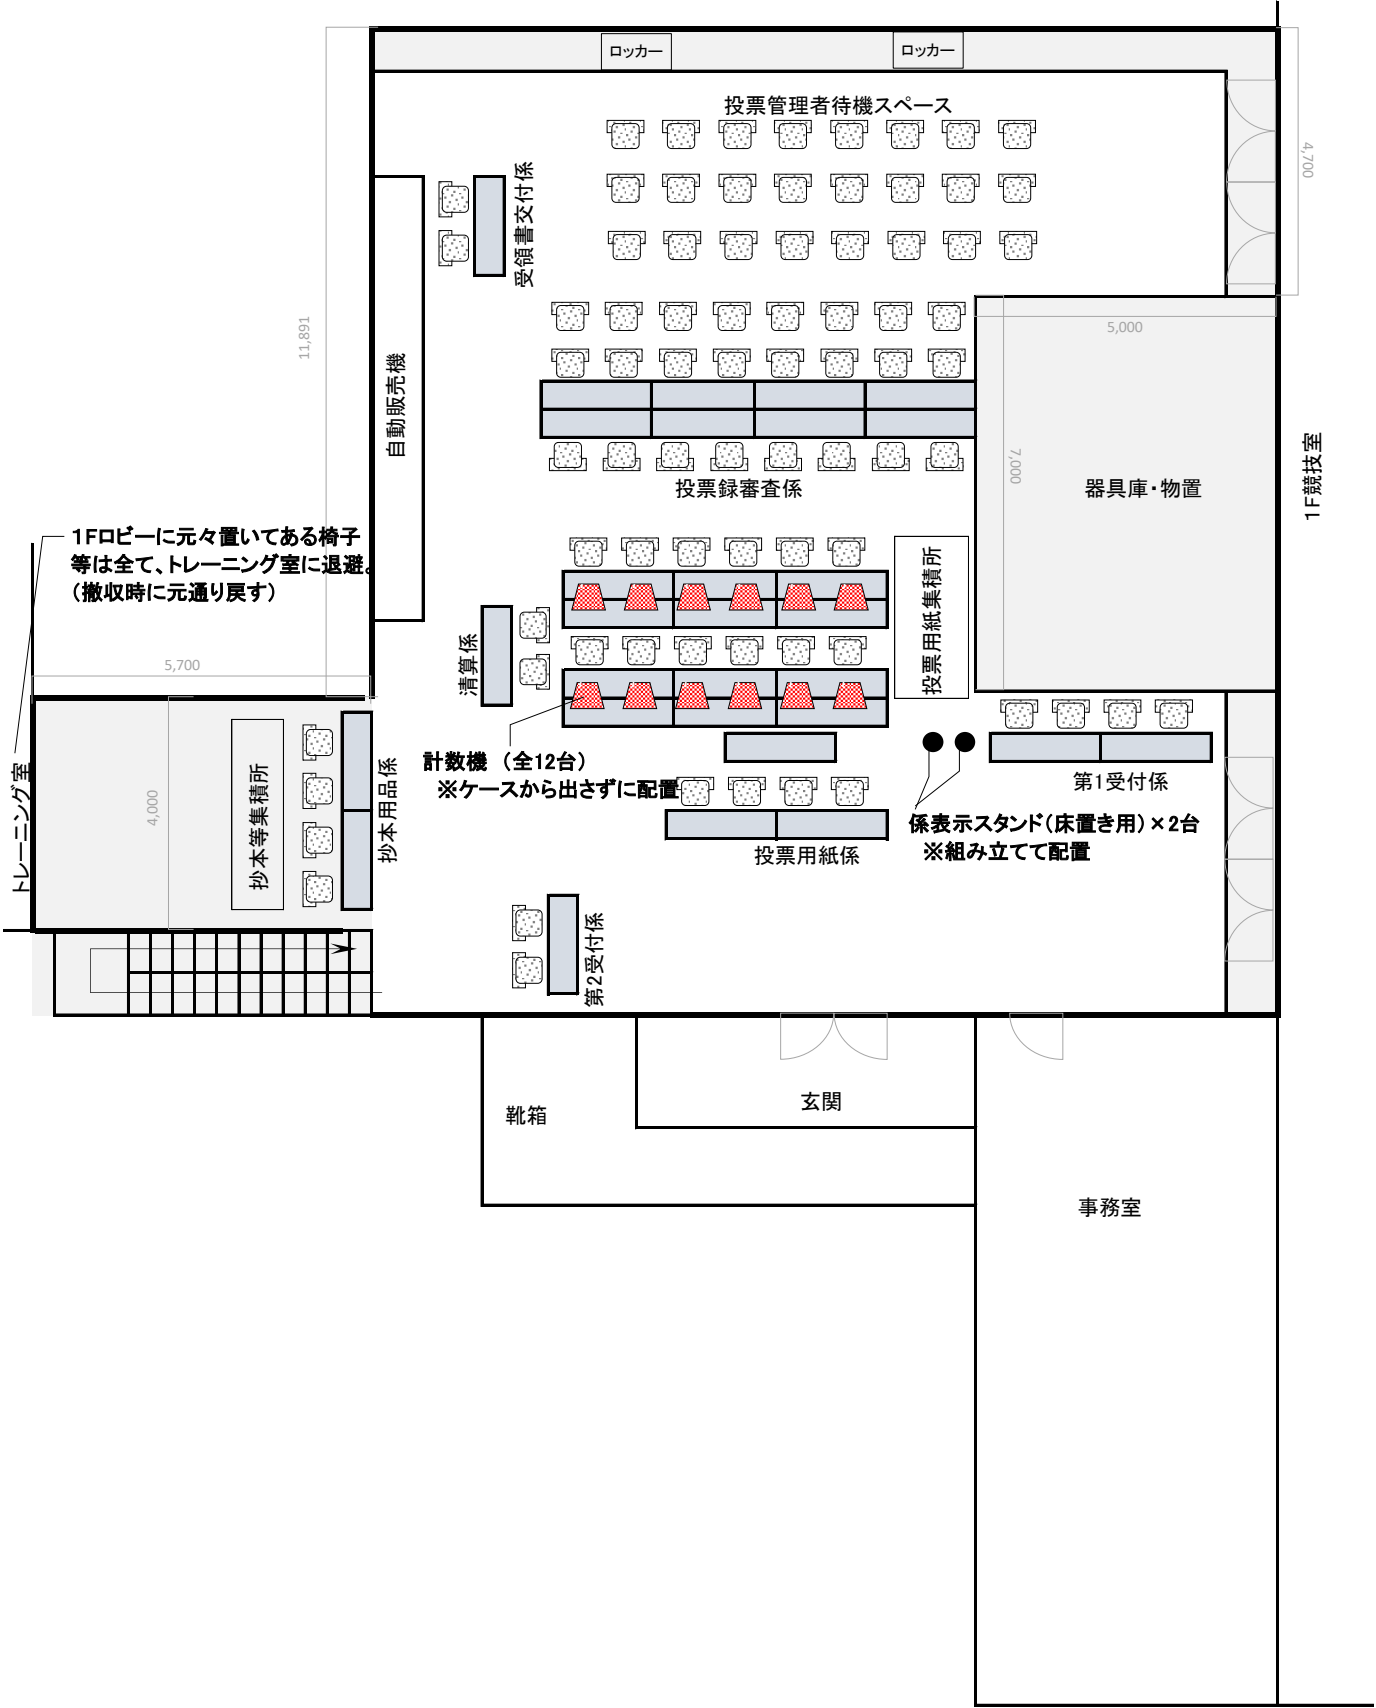 ロッカー
ロッカー
投票管理者待機スペース
4,700
受領書交付係
11,891
5,000
自動販売機
7,000
器具庫・物置
1F競技室
投票録審査係
1Fロビーに元々置いてある椅子
等は全て、トレーニング室に退避。
（撤収時に元通り戻す）
投票用紙集積所
5,700
清算係
計数機 （全12台）
※ケースから出さずに配置
第1受付係
トレーニング室
4,000
抄本等集積所
抄本用品係
係表示スタンド（床置き用）×2台
※組み立てて配置
投票用紙係
第2受付係
靴箱
玄関
事務室